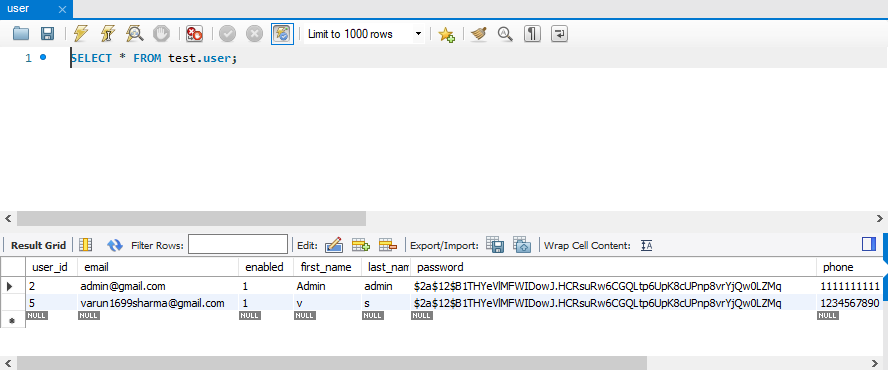 user
Limit to 1000 rows
1 SELECT * FROM test.user;
Result Grid Filter Rows: Edit: Export/Import: Wrap Cell Content:
user_id email enabled first_name last_nam password phone
2 admin@gmail.com 1 Admin admin $2a$12$B1THYeVlMFWIDowJ.HCRsuRw6CGQLtp6UpK8cUPnp8vrYjQw0LZMq 1111111111
5 varun1699sharma@gmail.com 1 v s $2a$12$B1THYeVlMFWIDowJ.HCRsuRw6CGQLtp6UpK8cUPnp8vrYjQw0LZMq 1234567890
NULL NULL NULL NULL NULL NULL NULL